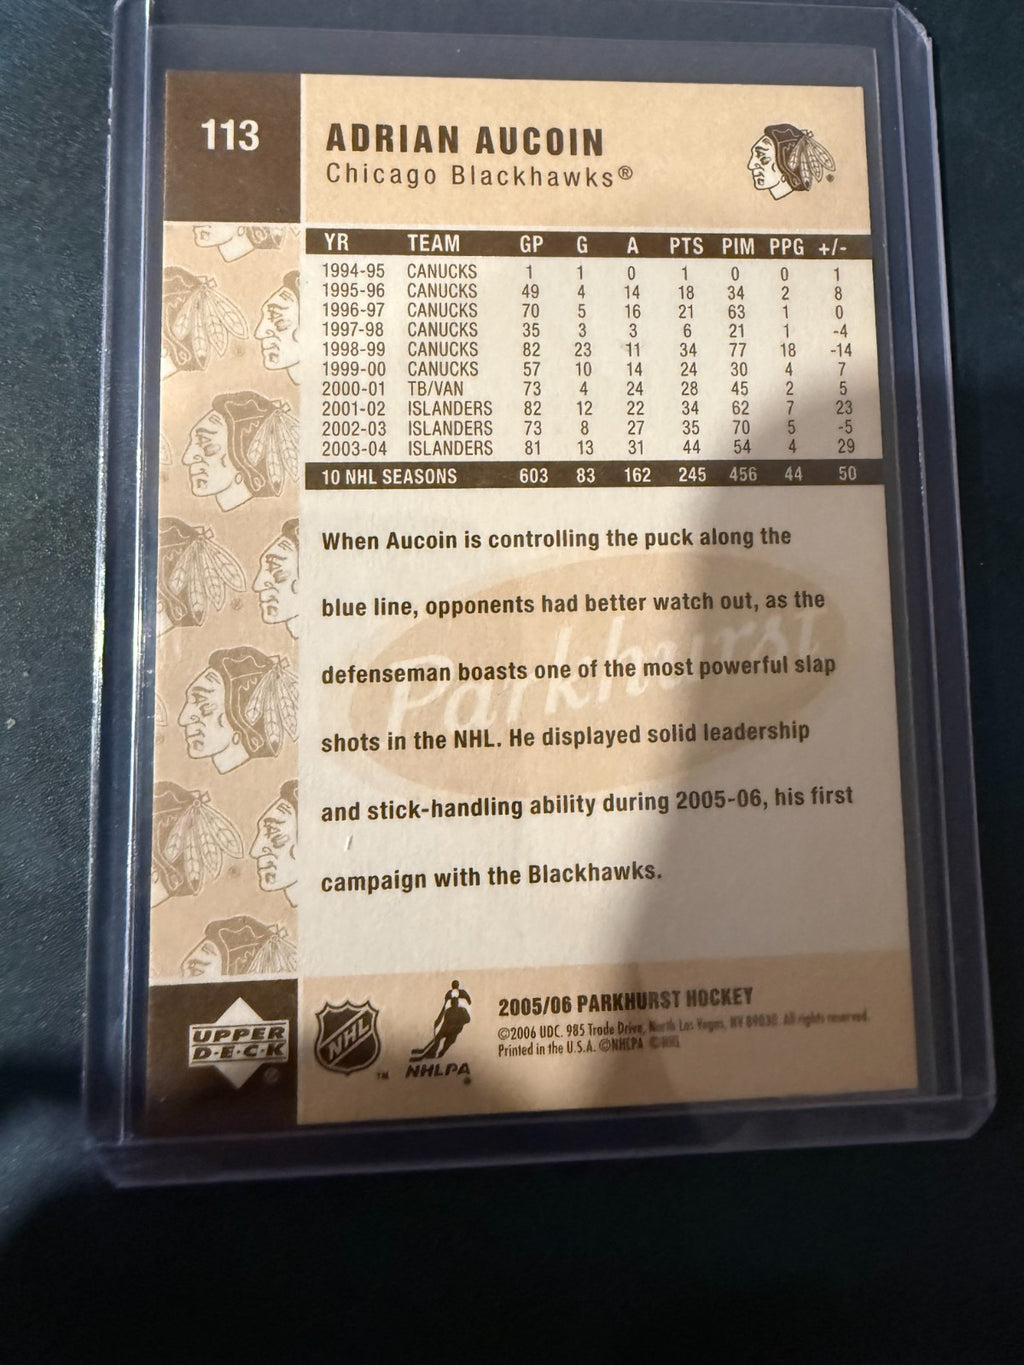 113
ADRIAN AUCOIN
Chicago Blackhawks®
YR TEAM GP G A PTS PIM PPG +/-
1994-95 CANUCKS 1 1 0 1 0 0 1
1995-96 CANUCKS 49 4 14 18 34 2 8
1996-97 CANUCKS 70 5 16 21 63 1 0
1997-98 CANUCKS 35 3 3 6 21 1 -4
1998-99 CANUCKS 82 23 11 34 77 18 -14
1999-00 CANUCKS 57 10 14 24 30 4 7
2000-01 TB/VAN 73 4 24 28 45 2 5
2001-02 ISLANDERS 82 12 22 34 62 7 23
2002-03 ISLANDERS 73 8 27 35 70 5 -5
2003-04 ISLANDERS 81 13 31 44 54 4 29
10 NHL SEASONS 603 83 162 245 456 44 50
Parkhurst
When Aucoin is controlling the puck along the
blue line, opponents had better watch out, as the
defenseman boasts one of the most powerful slap
shots in the NHL. He displayed solid leadership
and stick-handling ability during 2005-06, his first
campaign with the Blackhawks.
UPPER
D·E·C·K
NHL
TM
NHLPA
2005/06 PARKHURST HOCKEY
©2006 UDC. 985 Trade Drive, North Las Vegas, NV 89030. All rights reserved.
Printed in the U.S.A. ©NHLPA ©NHL